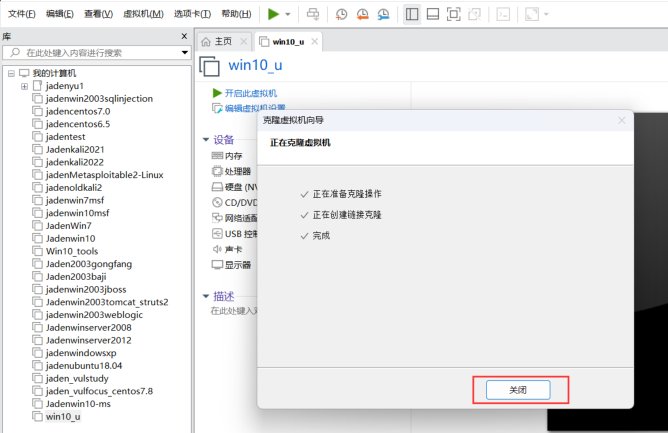 文件(F) 编辑(E) 查看(V) 虚拟机(M) 选项卡(T) 帮助(H)
库
在此处键入内容进行搜索
我的计算机
jadenyu1
jadenwin2003sqlinjection
jadencentos7.0
jadencentos6.5
jadentest
Jadenkali2021
jadenkali2022
jadenMetasploitable2-Linux
jadenoldkali2
jadenwin7msf
jadenwin10msf
JadenWin7
Jadenwin10
Win10_tools
Jaden2003gongfang
Jaden2003baji
Jadenwin2003jboss
Jadenwin2003tomcat_struts2
jadenwin2003weblogic
Jadenwinserver2008
Jadenwinserver2012
jadenwindowsxp
jadenubuntu18.04
jaden_vulstudy
jaden_vulfocus_centos7.8
Jadenwin10-ms
win10_u
主页
win10_u
win10_u
开启此虚拟机
编辑虚拟机设置
设备
内存
处理器
硬盘 (NV
CD/DVD
网络适配
USB 控制
声卡
显示器
描述
在此处键入对
克隆虚拟机向导
正在克隆虚拟机
正在准备克隆操作
正在创建链接克隆
完成
关闭